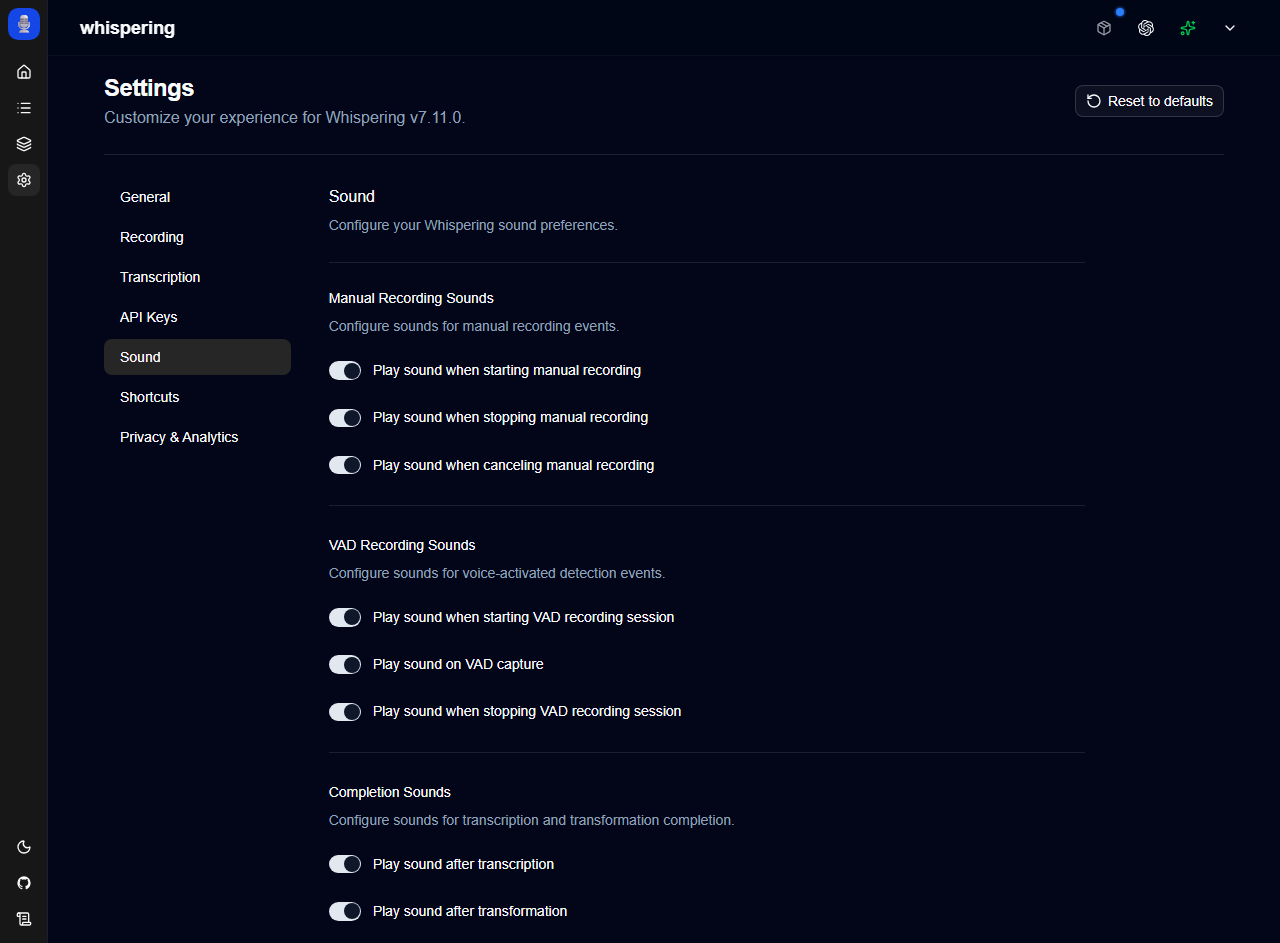 whispering
Settings
Customize your experience for Whispering v7.11.0.
Reset to defaults
General
Recording
Transcription
API Keys
Sound
Shortcuts
Privacy & Analytics
Sound
Configure your Whispering sound preferences.
Manual Recording Sounds
Configure sounds for manual recording events.
Play sound when starting manual recording
Play sound when stopping manual recording
Play sound when canceling manual recording
VAD Recording Sounds
Configure sounds for voice-activated detection events.
Play sound when starting VAD recording session
Play sound on VAD capture
Play sound when stopping VAD recording session
Completion Sounds
Configure sounds for transcription and transformation completion.
Play sound after transcription
Play sound after transformation